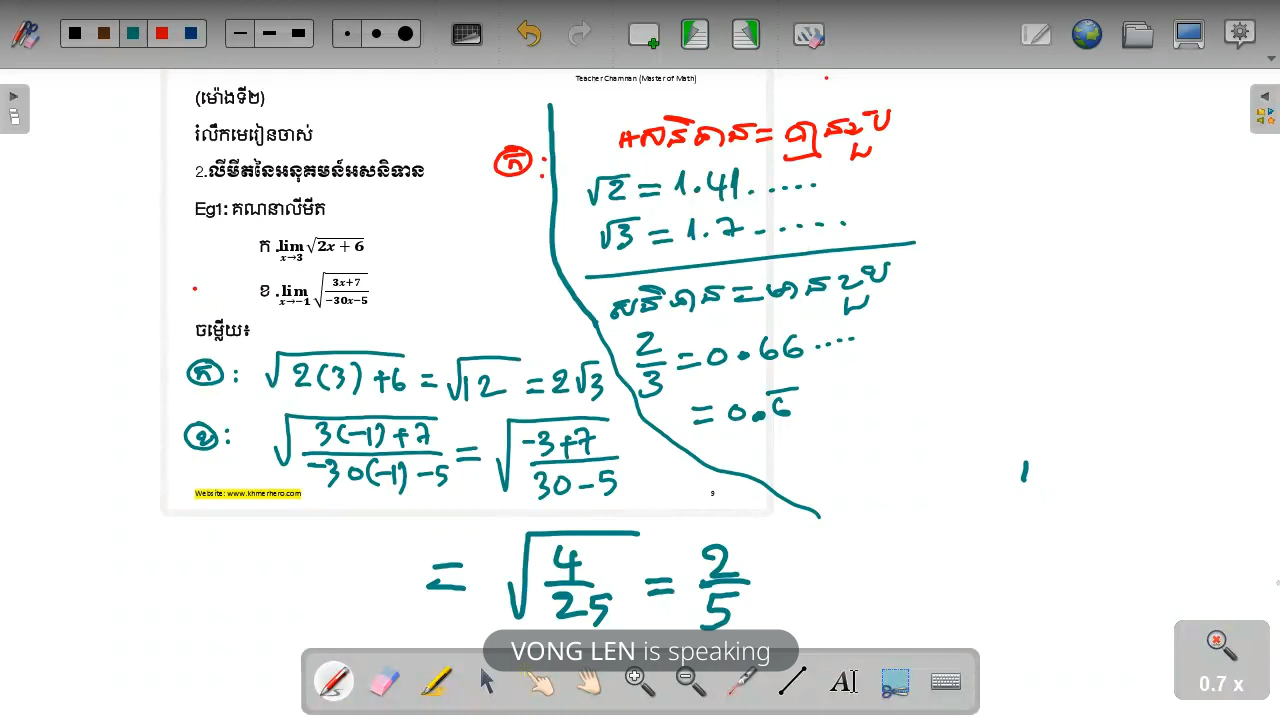 Teacher Chamnan (Master of Math)
(ម៉ោងទី២)
រំលឹកមេរៀនចាស់
2.លីមីតនៃអនុគមន៍អសនិទាន
Eg1: គណនាលីមីត
ក .lim x→3 √(2x + 6)
ខ .lim x→−1 √((3x+7)/(−30x−5))
ចម្លើយ៖
ក : √(2(3)+6) = √12 = 2√3
ខ : √((3(-1)+7)/(-30(-1)-5)) = √((-3+7)/(30-5))
= √(4/25) = 2/5
Website: www.khmerhero.com
9
ក :
អសនិទាន = គ្មានខួប
√2 = 1.41.....
√3 = 1.7......
សនិទាន = មានខួប
2/3 = 0.66....
= 0.6̅
VONG LEN is speaking
AI
0.7 x